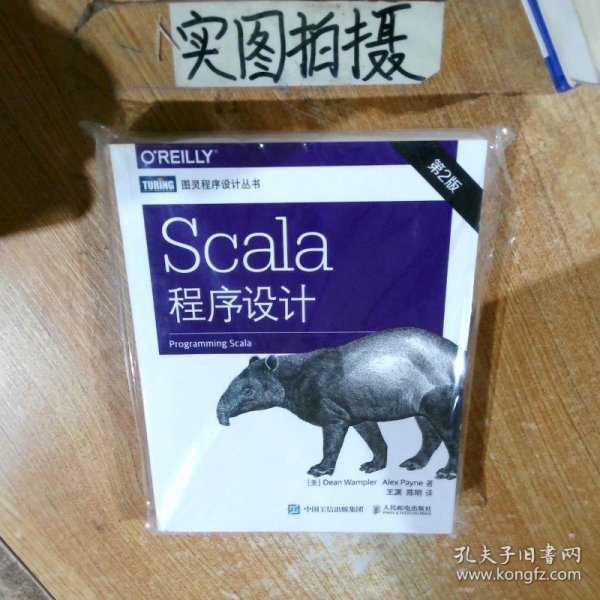 实图拍摄
O'REILLY
第2版
TURING 图灵程序设计丛书
Scala
程序设计
Programming Scala
[美] Dean Wampler Alex Payne 著
王渊 陈明 译
中国工信出版集团 人民邮电出版社
POSTS & TELECOM PRESS
孔夫子旧书网
www.kongfz.com